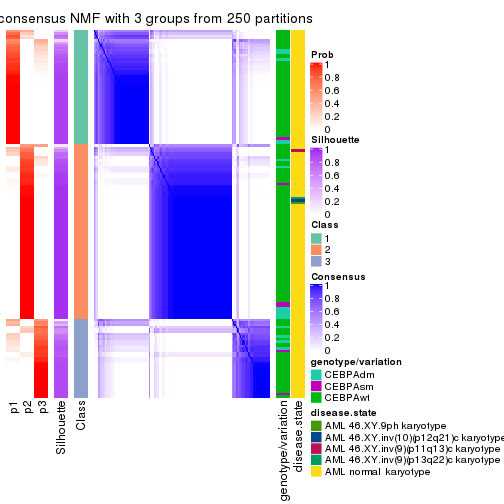 consensus NMF with 3 groups from 250 partitions
Prob
1
0.8
0.6
0.4
0.2
0
Silhouette
1
0.8
0.6
0.4
0.2
0
Class
1
2
3
Consensus
1
0.8
0.6
0.4
0.2
0
genotype/variation
CEBPAdm
CEBPAsm
CEBPAwt
disease.state
AML 46.XY.9ph karyotype
AML 46.XY.inv(10)(p12q21)c karyotype
AML 46.XY.inv(9)(p11q13)c karyotype
AML 46.XY.inv(9)(p13q22)c karyotype
AML normal karyotype
p1
p2
p3
Silhouette
Class
genotype/variation
disease.state